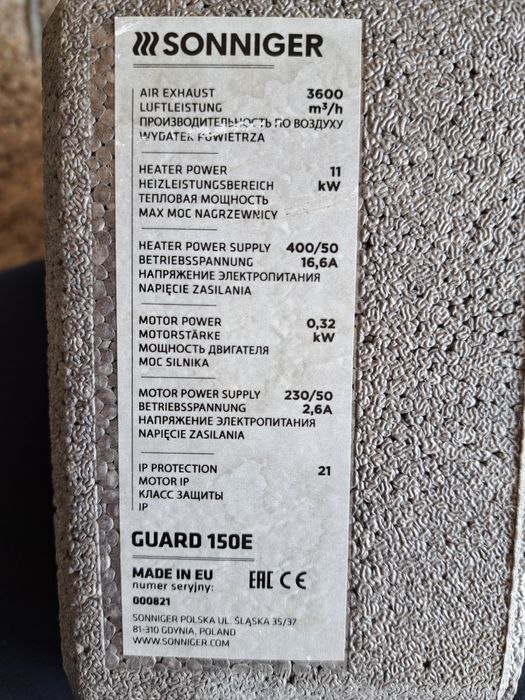 SONNIGER
AIR EXHAUST 3600
LUFTLEISTUNG m³/h
ПРОИЗВОДИТЕЛЬНОСТЬ ПО ВОЗДУХУ
WYDATEK POWIETRZA
HEATER POWER 11
HEIZLEISTUNGSBEREICH kW
ТЕПЛОВАЯ МОЩНОСТЬ
MAX MOC NAGRZEWNICY
HEATER POWER SUPPLY 400/50
BETRIEBSSPANNUNG 16,6A
НАПРЯЖЕНИЕ ЭЛЕКТРОПИТАНИЯ
NAPIĘCIE ZASILANIA
MOTOR POWER 0,32
MOTORSTÄRKE kW
МОЩНОСТЬ ДВИГАТЕЛЯ
MOC SILNIKA
MOTOR POWER SUPPLY 230/50
BETRIEBSSPANNUNG 2,6A
НАПРЯЖЕНИЕ ЭЛЕКТРОПИТАНИЯ
NAPIĘCIE ZASILANIA
IP PROTECTION 21
MOTOR IP
КЛАСС ЗАЩИТЫ
IP
GUARD 150E
MADE IN EU EAC CE
numer seryjny:
000821
SONNIGER POLSKA UL. ŚLĄSKA 35/37
81-310 GDYNIA, POLAND
WWW.SONNIGER.COM